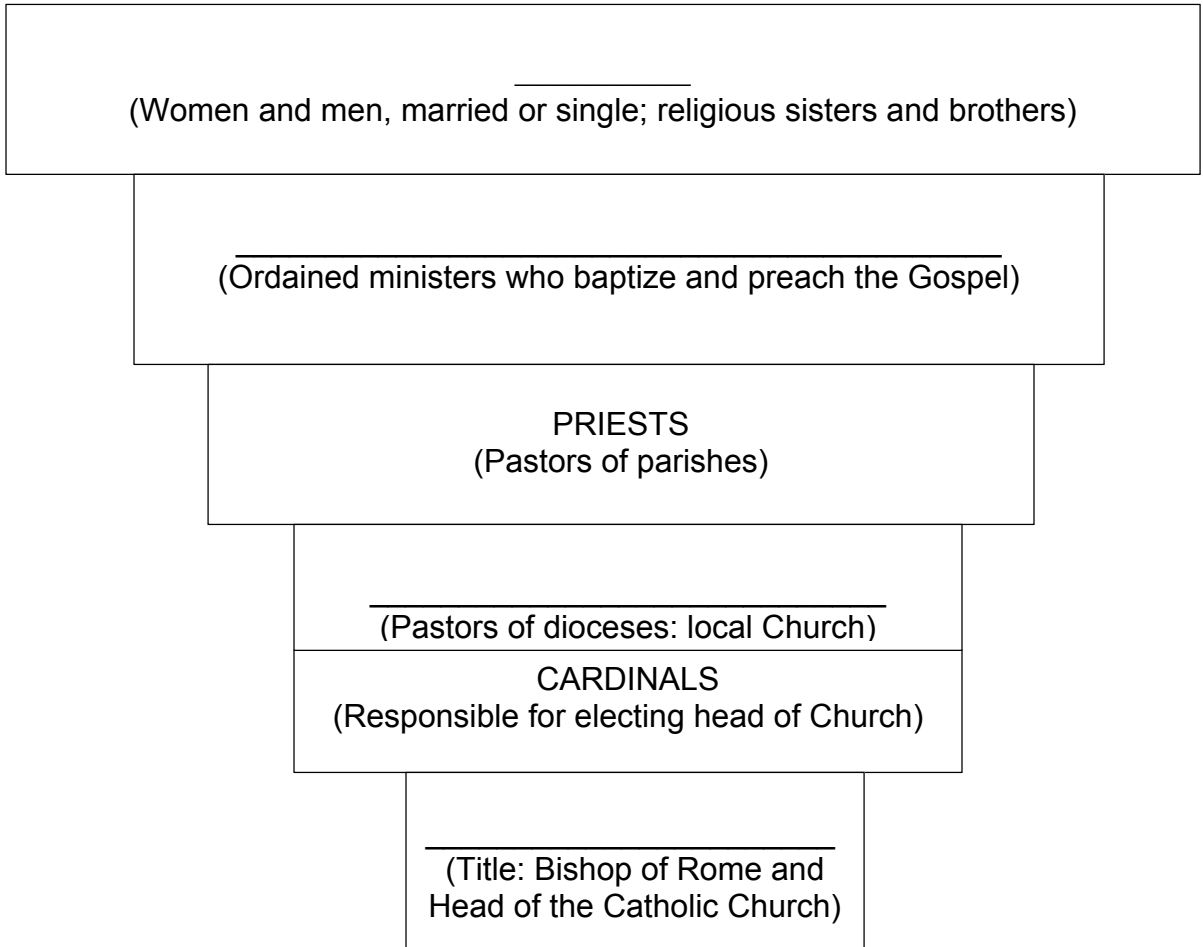 (Women and men, married or single; religious sisters and brothers)
(Ordained ministers who baptize and preach the Gospel)
PRIESTS
(Pastors of parishes)
(Pastors of dioceses: local Church)
CARDINALS
(Responsible for electing head of Church)
(Title: Bishop of Rome and
Head of the Catholic Church)